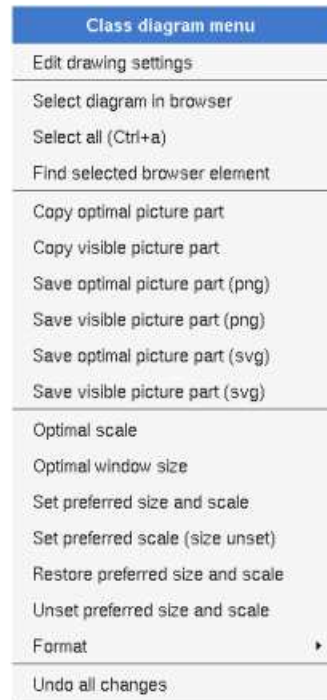 Class diagram menu
Edit drawing settings
Select diagram in browser
Select all (Ctrl+a)
Find selected browser element
Copy optimal picture part
Copy visible picture part
Save optimal picture part (png)
Save visible picture part (png)
Save optimal picture part (svg)
Save visible picture part (svg)
Optimal scale
Optimal window size
Set preferred size and scale
Set preferred scale (size unset)
Restore preferred size and scale
Unset preferred size and scale
Format
Undo all changes